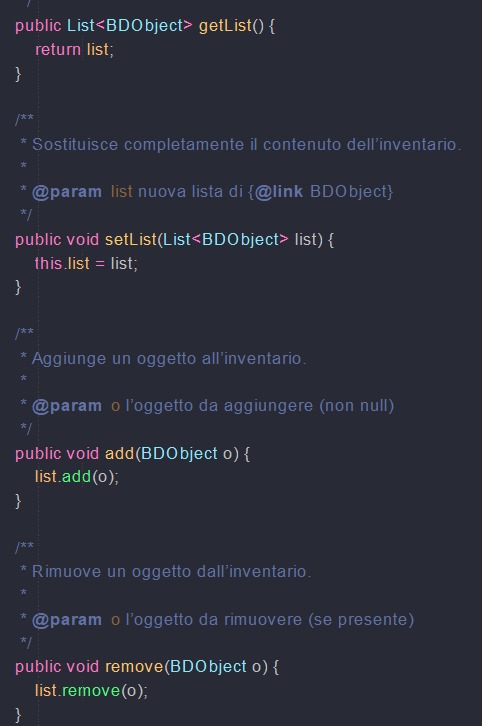 */
public List<BDObject> getList() {
    return list;
}

/**
 * Sostituisce completamente il contenuto dell’inventario.
 *
 * @param list nuova lista di {@link BDObject}
 */
public void setList(List<BDObject> list) {
    this.list = list;
}

/**
 * Aggiunge un oggetto all’inventario.
 *
 * @param o l’oggetto da aggiungere (non null)
 */
public void add(BDObject o) {
    list.add(o);
}

/**
 * Rimuove un oggetto dall’inventario.
 *
 * @param o l’oggetto da rimuovere (se presente)
 */
public void remove(BDObject o) {
    list.remove(o);
}